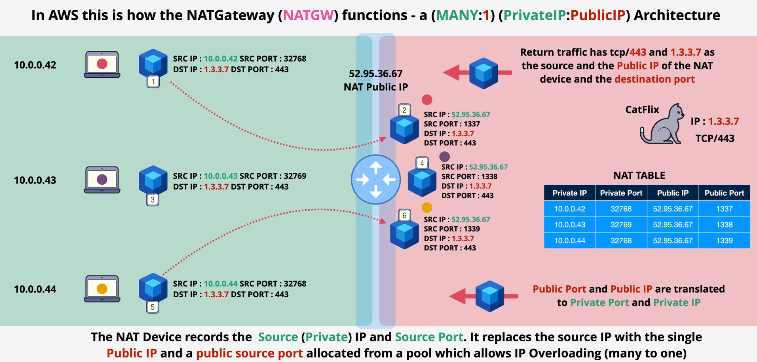 In AWS this is how the NATGateway (NATGW) functions - a (MANY:1) (PrivateIP:PublicIP) Architecture
10.0.0.42
SRC IP : 10.0.0.42 SRC PORT : 32768
DST IP : 1.3.3.7 DST PORT : 443
1
52.95.36.67
NAT Public IP
Return traffic has tcp/443 and 1.3.3.7 as
the source and the Public IP of the NAT
device and the destination port
2
SRC IP : 52.95.36.67
SRC PORT : 1337
DST IP : 1.3.3.7
DST PORT : 443
CatFlix
IP : 1.3.3.7
TCP/443
10.0.0.43
SRC IP : 10.0.0.43 SRC PORT : 32769
DST IP : 1.3.3.7 DST PORT : 443
3
4
SRC IP : 52.95.36.67
SRC PORT : 1338
DST IP : 1.3.3.7
DST PORT : 443
NAT TABLE
Private IP Private Port Public IP Public Port
10.0.0.42 32768 52.95.36.67 1337
10.0.0.43 32769 52.95.36.67 1338
10.0.0.44 32768 52.95.36.67 1339
6
SRC IP : 52.95.36.67
SRC PORT : 1339
DST IP : 1.3.3.7
DST PORT : 443
10.0.0.44
SRC IP : 10.0.0.44 SRC PORT : 32768
DST IP : 1.3.3.7 DST PORT : 443
5
Public Port and Public IP are translated
to Private Port and Private IP
The NAT Device records the Source (Private) IP and Source Port. It replaces the source IP with the single
Public IP and a public source port allocated from a pool which allows IP Overloading (many to one)